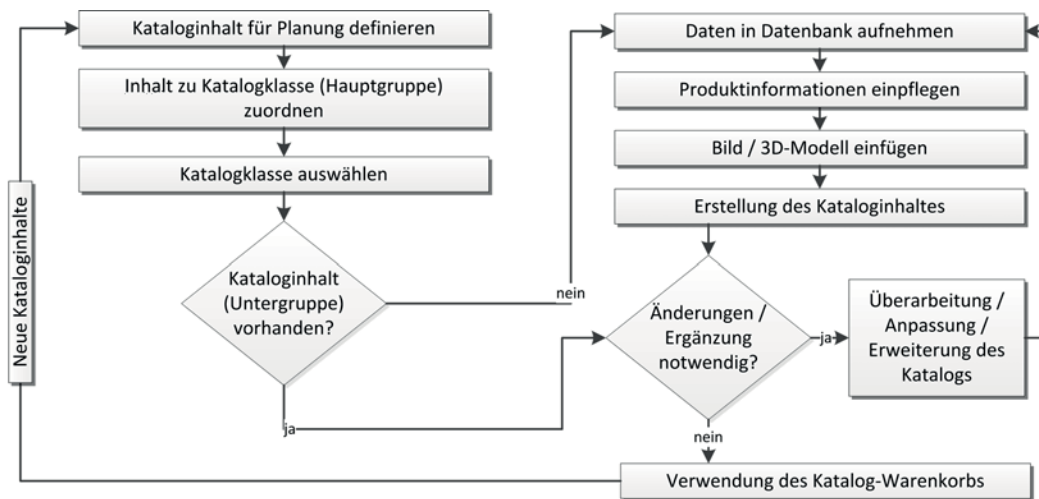 Kataloginhalt für Planung definieren
Inhalt zu Katalogklasse (Hauptgruppe)
zuordnen
Katalogklasse auswählen
Kataloginhalt
(Untergruppe)
vorhanden?
nein
ja
Neue Kataloginhalte
Daten in Datenbank aufnehmen
Produktinformationen einpflegen
Bild / 3D-Modell einfügen
Erstellung des Kataloginhaltes
Änderungen /
Ergänzung
notwendig?
ja
Überarbeitung /
Anpassung /
Erweiterung des
Katalogs
nein
Verwendung des Katalog-Warenkorbs